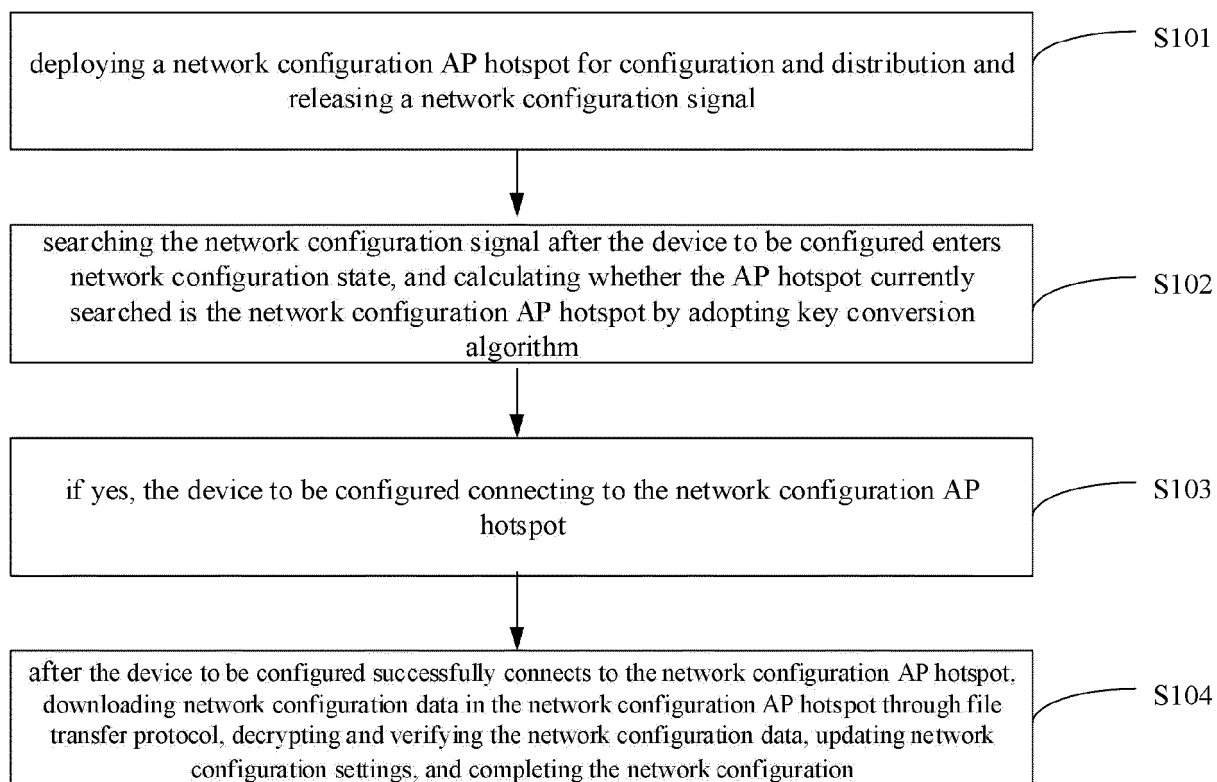 deploying a network configuration AP hotspot for configuration and distribution and
releasing a network configuration signal
S101
searching the network configuration signal after the device to be configured enters
network configuration state, and calculating whether the AP hotspot currently
searched is the network configuration AP hotspot by adopting key conversion
algorithm
S102
if yes, the device to be configured connecting to the network configuration AP
hotspot
S103
after the device to be configured successfully connects to the network configuration AP hotspot,
downloading network configuration data in the network configuration AP hotspot through file
transfer protocol, decrypting and verifying the network configuration data, updating network
configuration settings, and completing the network configuration
S104